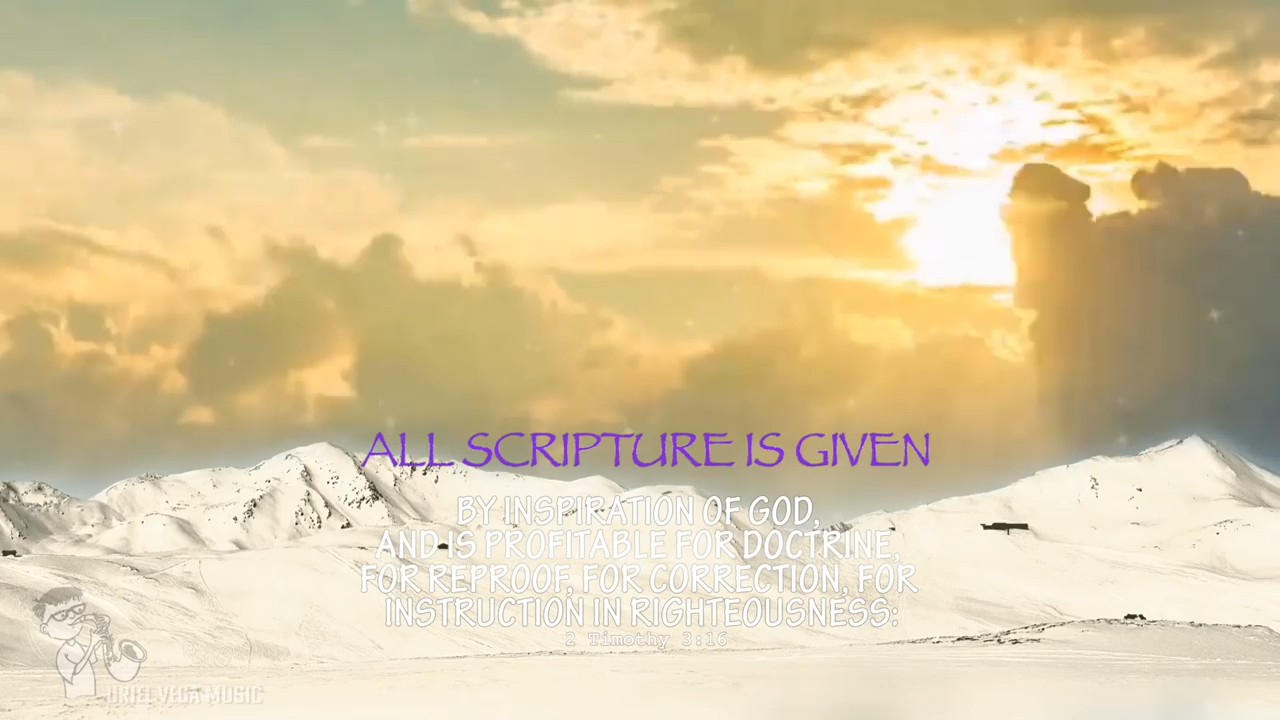 ALL SCRIPTURE IS GIVEN
BY INSPIRATION OF GOD,
AND IS PROFITABLE FOR DOCTRINE,
FOR REPROOF, FOR CORRECTION, FOR
INSTRUCTION IN RIGHTEOUSNESS:
2 Timothy 3:16
URIEL VEGA MUSIC